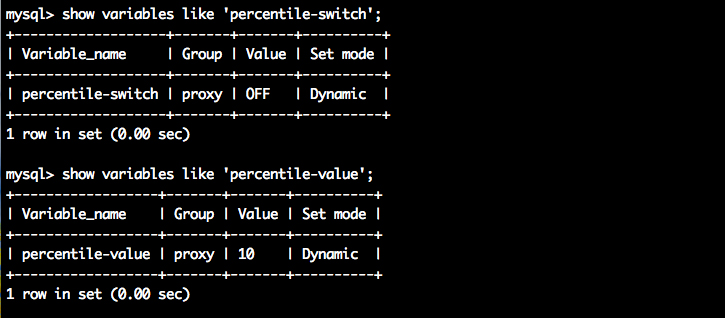 mysql> show variables like 'percentile-switch';
+-------------------+-------+-------+----------+
| Variable_name     | Group | Value | Set mode |
+-------------------+-------+-------+----------+
| percentile-switch | proxy | OFF   | Dynamic  |
+-------------------+-------+-------+----------+
1 row in set (0.00 sec)

mysql> show variables like 'percentile-value';
+------------------+-------+-------+----------+
| Variable_name    | Group | Value | Set mode |
+------------------+-------+-------+----------+
| percentile-value | proxy | 10    | Dynamic  |
+------------------+-------+-------+----------+
1 row in set (0.00 sec)